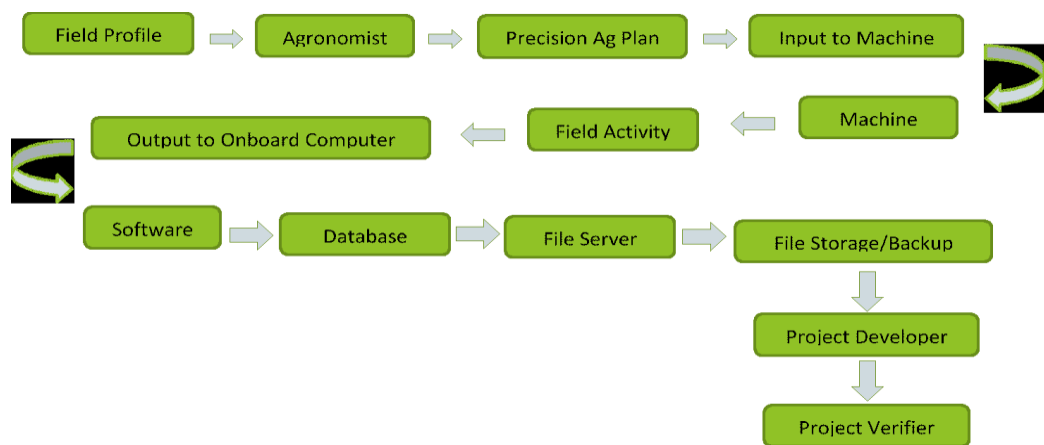 Field Profile
Agronomist
Precision Ag Plan
Input to Machine
Machine
Field Activity
Output to Onboard Computer
Software
Database
File Server
File Storage/Backup
Project Developer
Project Verifier